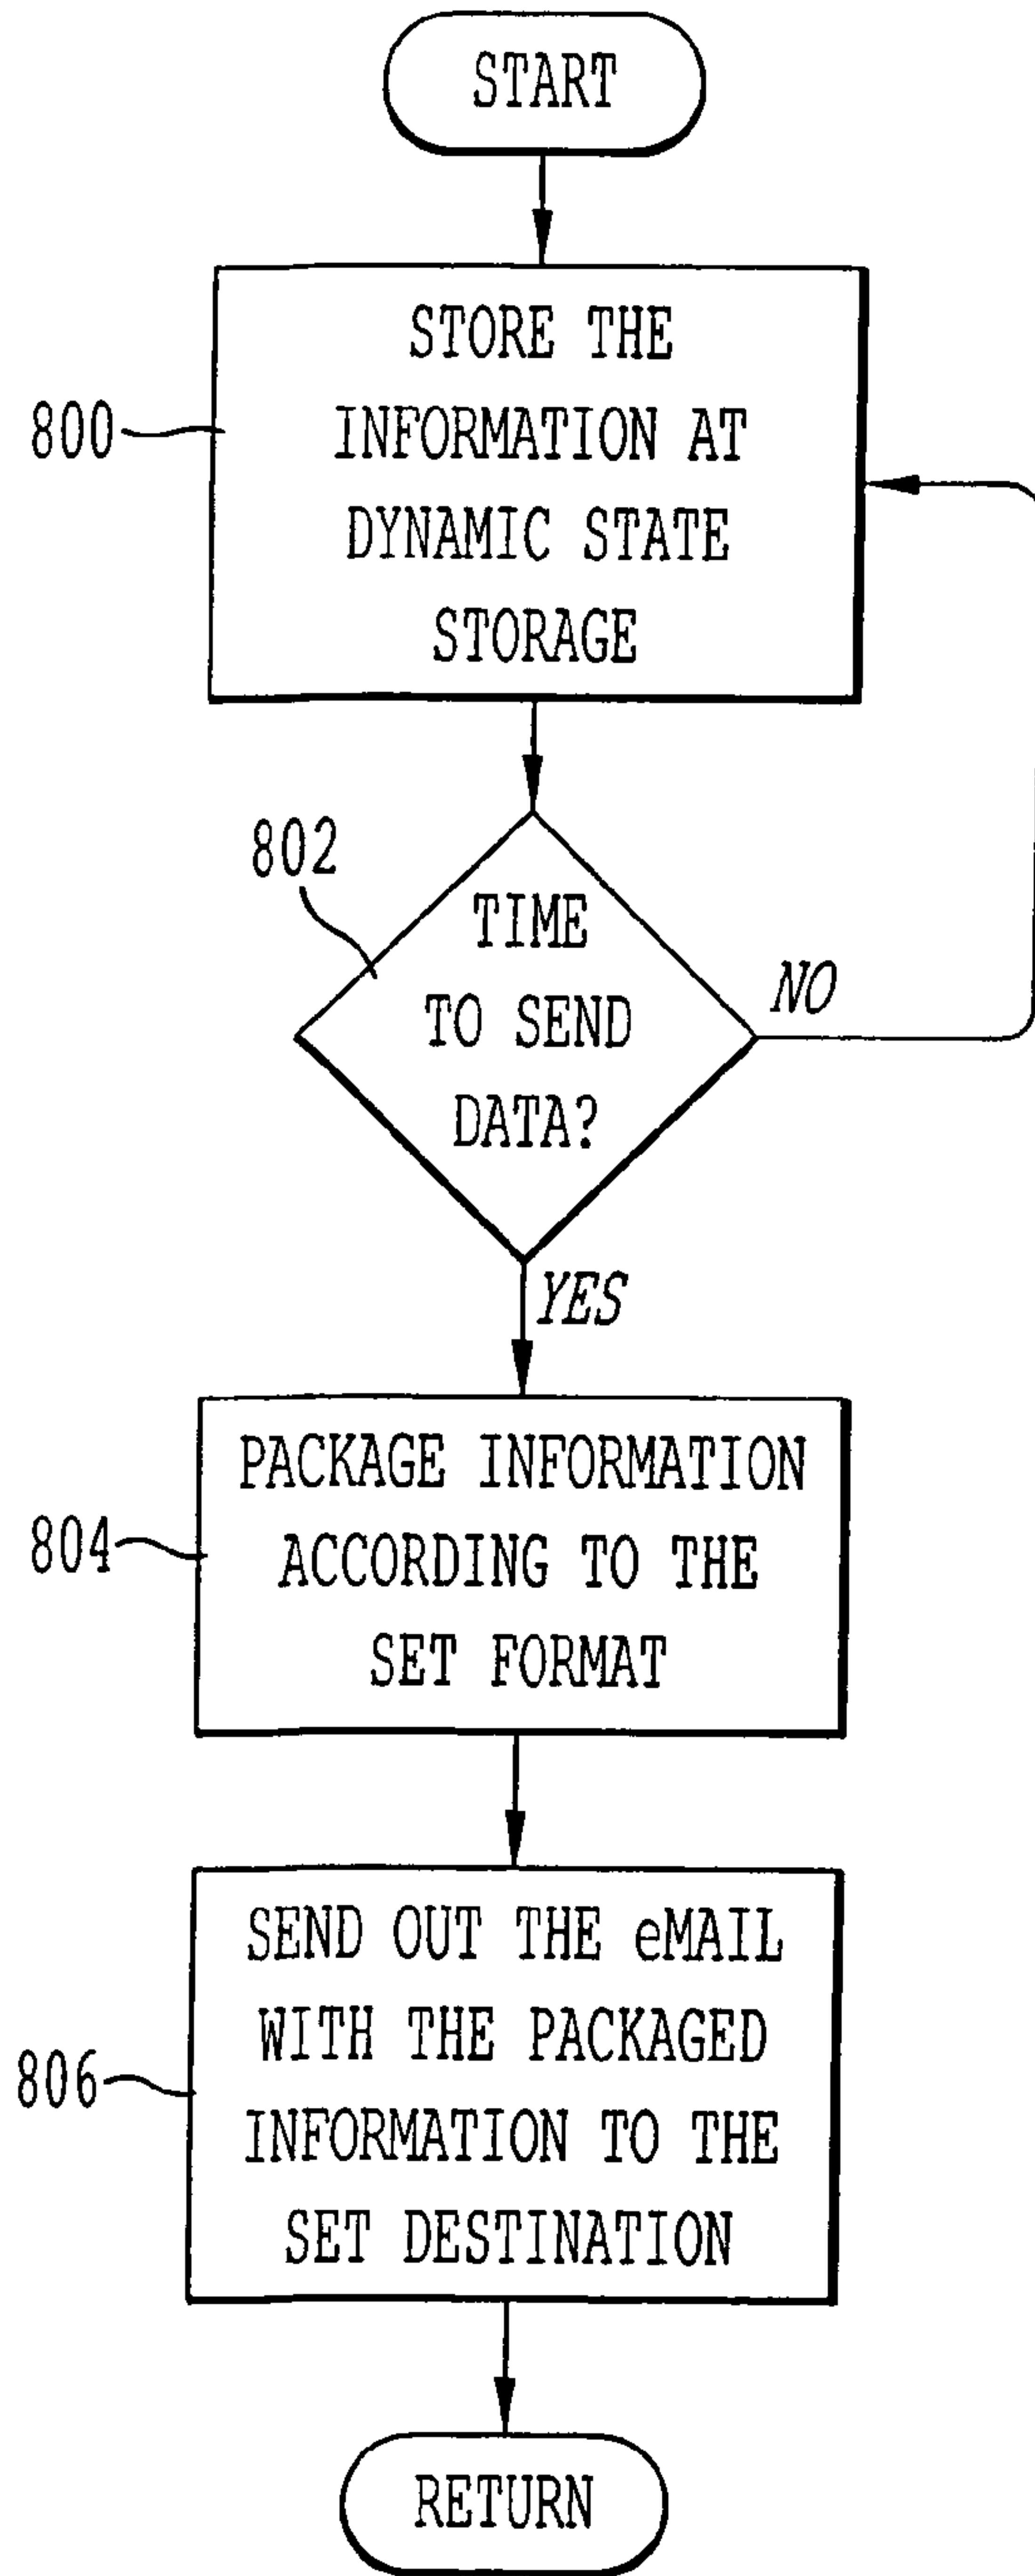 START
STORE THE
INFORMATION AT
DYNAMIC STATE
STORAGE
800
802
TIME
TO SEND
DATA?
NO
YES
PACKAGE INFORMATION
ACCORDING TO THE
SET FORMAT
804
SEND OUT THE eMAIL
WITH THE PACKAGED
INFORMATION TO THE
SET DESTINATION
806
RETURN